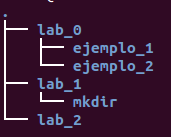 .
├── lab_0
│   ├── ejemplo_1
│   └── ejemplo_2
├── lab_1
│   └── mkdir
└── lab_2